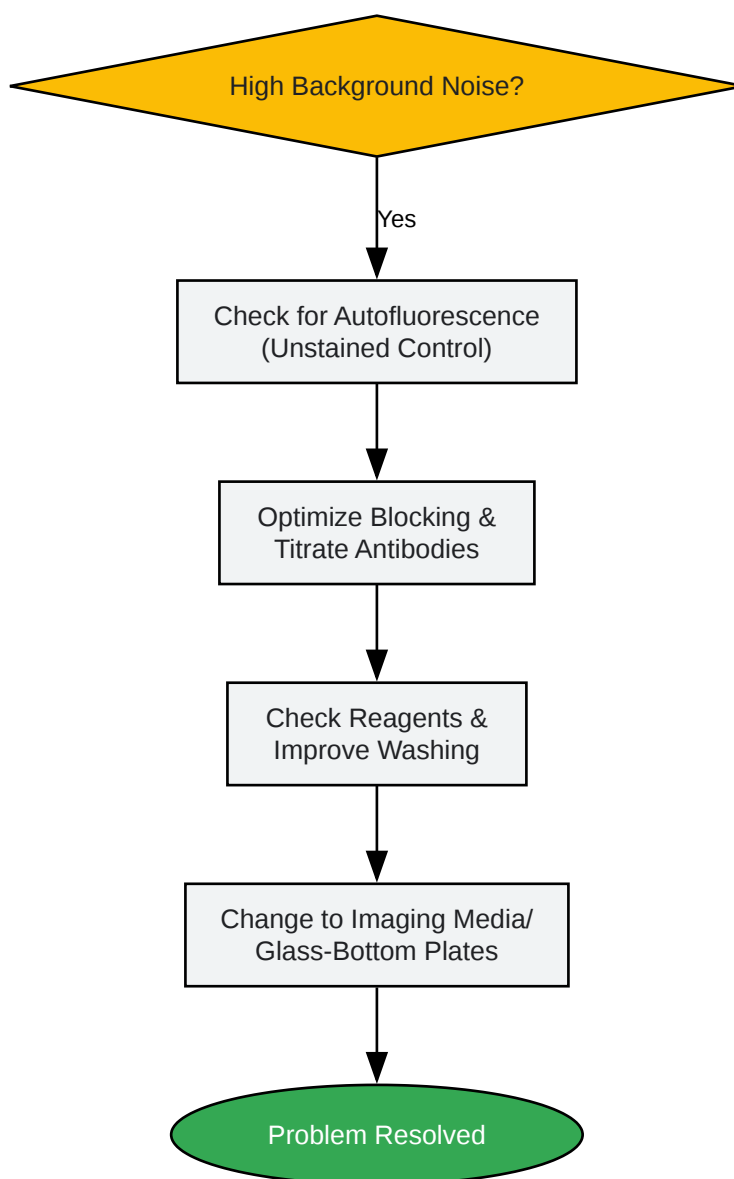 High Background Noise?
Yes
Check for Autofluorescence
(Unstained Control)
Optimize Blocking &
Titrate Antibodies
Check Reagents &
Improve Washing
Change to Imaging Media/
Glass-Bottom Plates
Problem Resolved